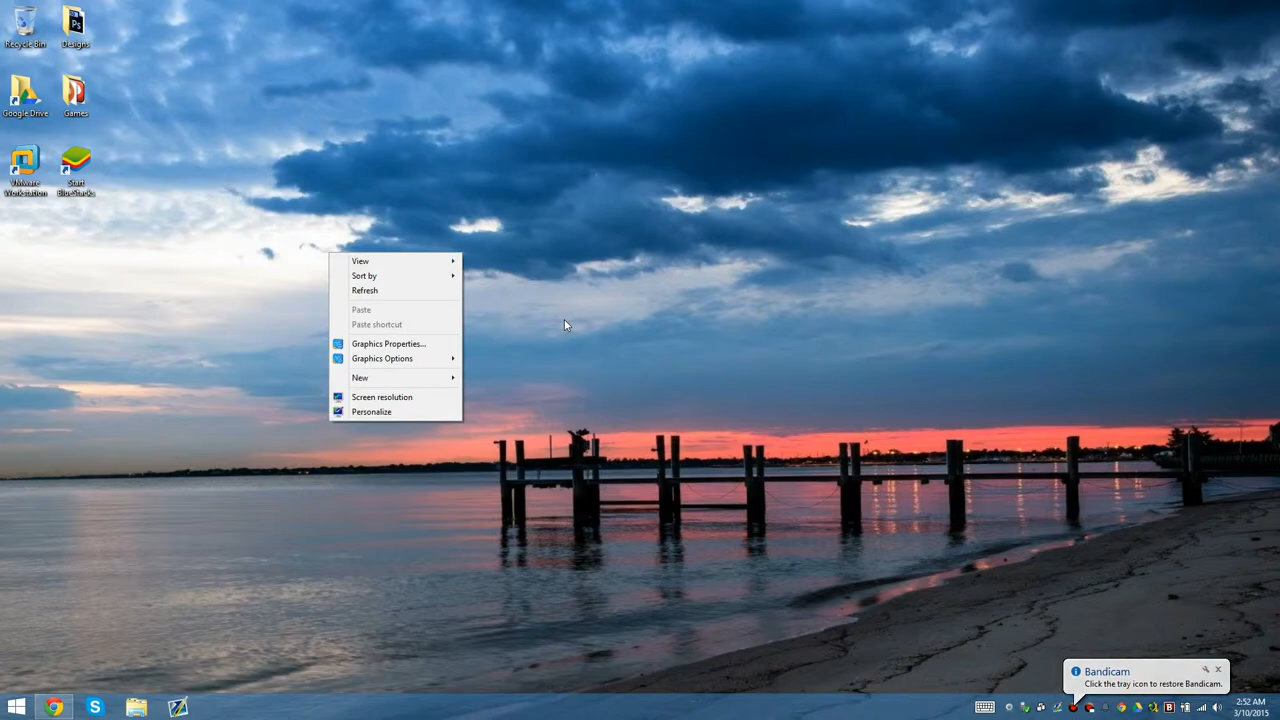 Recycle Bin
Designs
Google Drive
Games
VMware
Workstation
Start
BlueStacks
View
Sort by
Refresh
Paste
Paste shortcut
Graphics Properties...
Graphics Options
New
Screen resolution
Personalize
Bandicam
Click the tray icon to restore Bandicam.
2:52 AM
3/10/2015